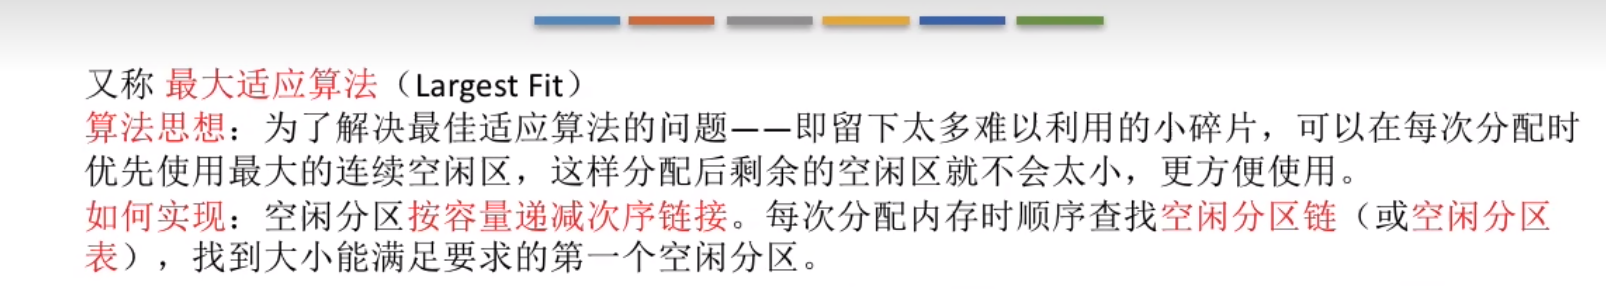 又称 最大适应算法（Largest Fit）
算法思想：为了解决最佳适应算法的问题——即留下太多难以利用的小碎片，可以在每次分配时
优先使用最大的连续空闲区，这样分配后剩余的空闲区就不会太小，更方便使用。
如何实现：空闲分区按容量递减次序链接。每次分配内存时顺序查找空闲分区链（或空闲分区
表），找到大小能满足要求的第一个空闲分区。